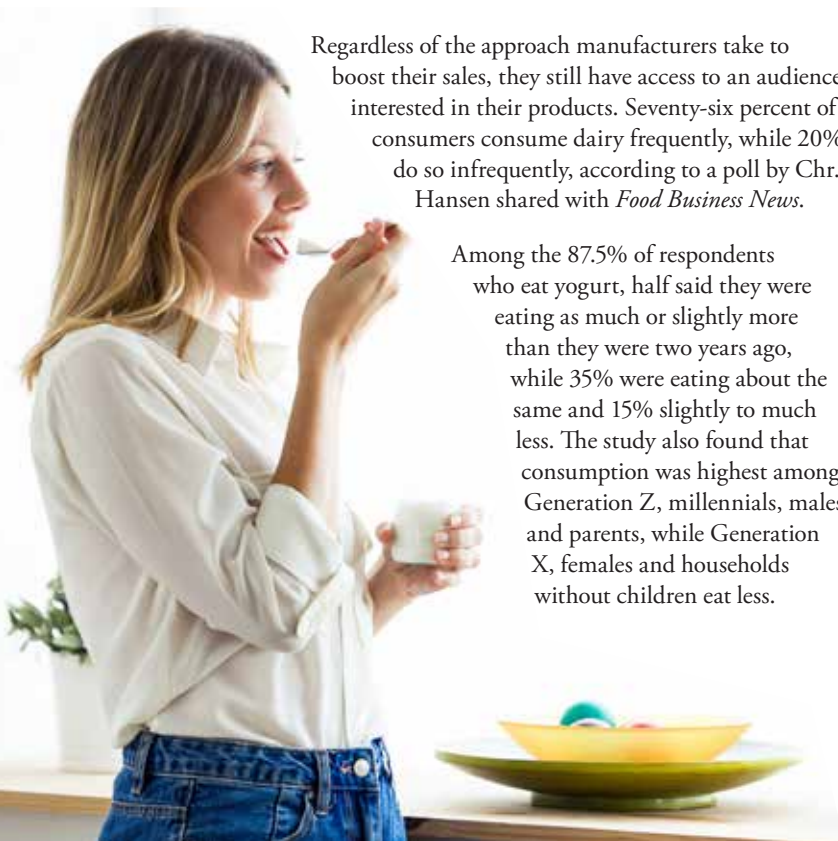 Regardless of the approach manufacturers take to
boost their sales, they still have access to an audience
interested in their products. Seventy-six percent of
consumers consume dairy frequently, while 20%
do so infrequently, according to a poll by Chr.
Hansen shared with Food Business News.
Among the 87.5% of respondents
who eat yogurt, half said they were
eating as much or slightly more
than they were two years ago,
while 35% were eating about the
same and 15% slightly to much
less. The study also found that
consumption was highest among
Generation Z, millennials, males
and parents, while Generation
X, females and households
without children eat less.